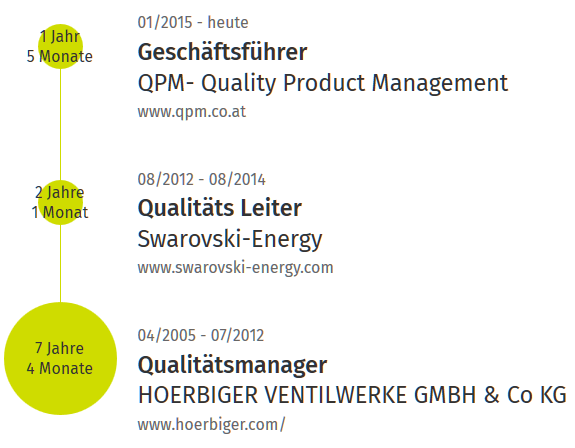 1 Jahr
5 Monate
01/2015 - heute
Geschäftsführer
QPM- Quality Product Management
www.qpm.co.at
2 Jahre
1 Monat
08/2012 - 08/2014
Qualitäts Leiter
Swarovski-Energy
www.swarovski-energy.com
7 Jahre
4 Monate
04/2005 - 07/2012
Qualitätsmanager
HOERBIGER VENTILWERKE GMBH & Co KG
www.hoerbiger.com/